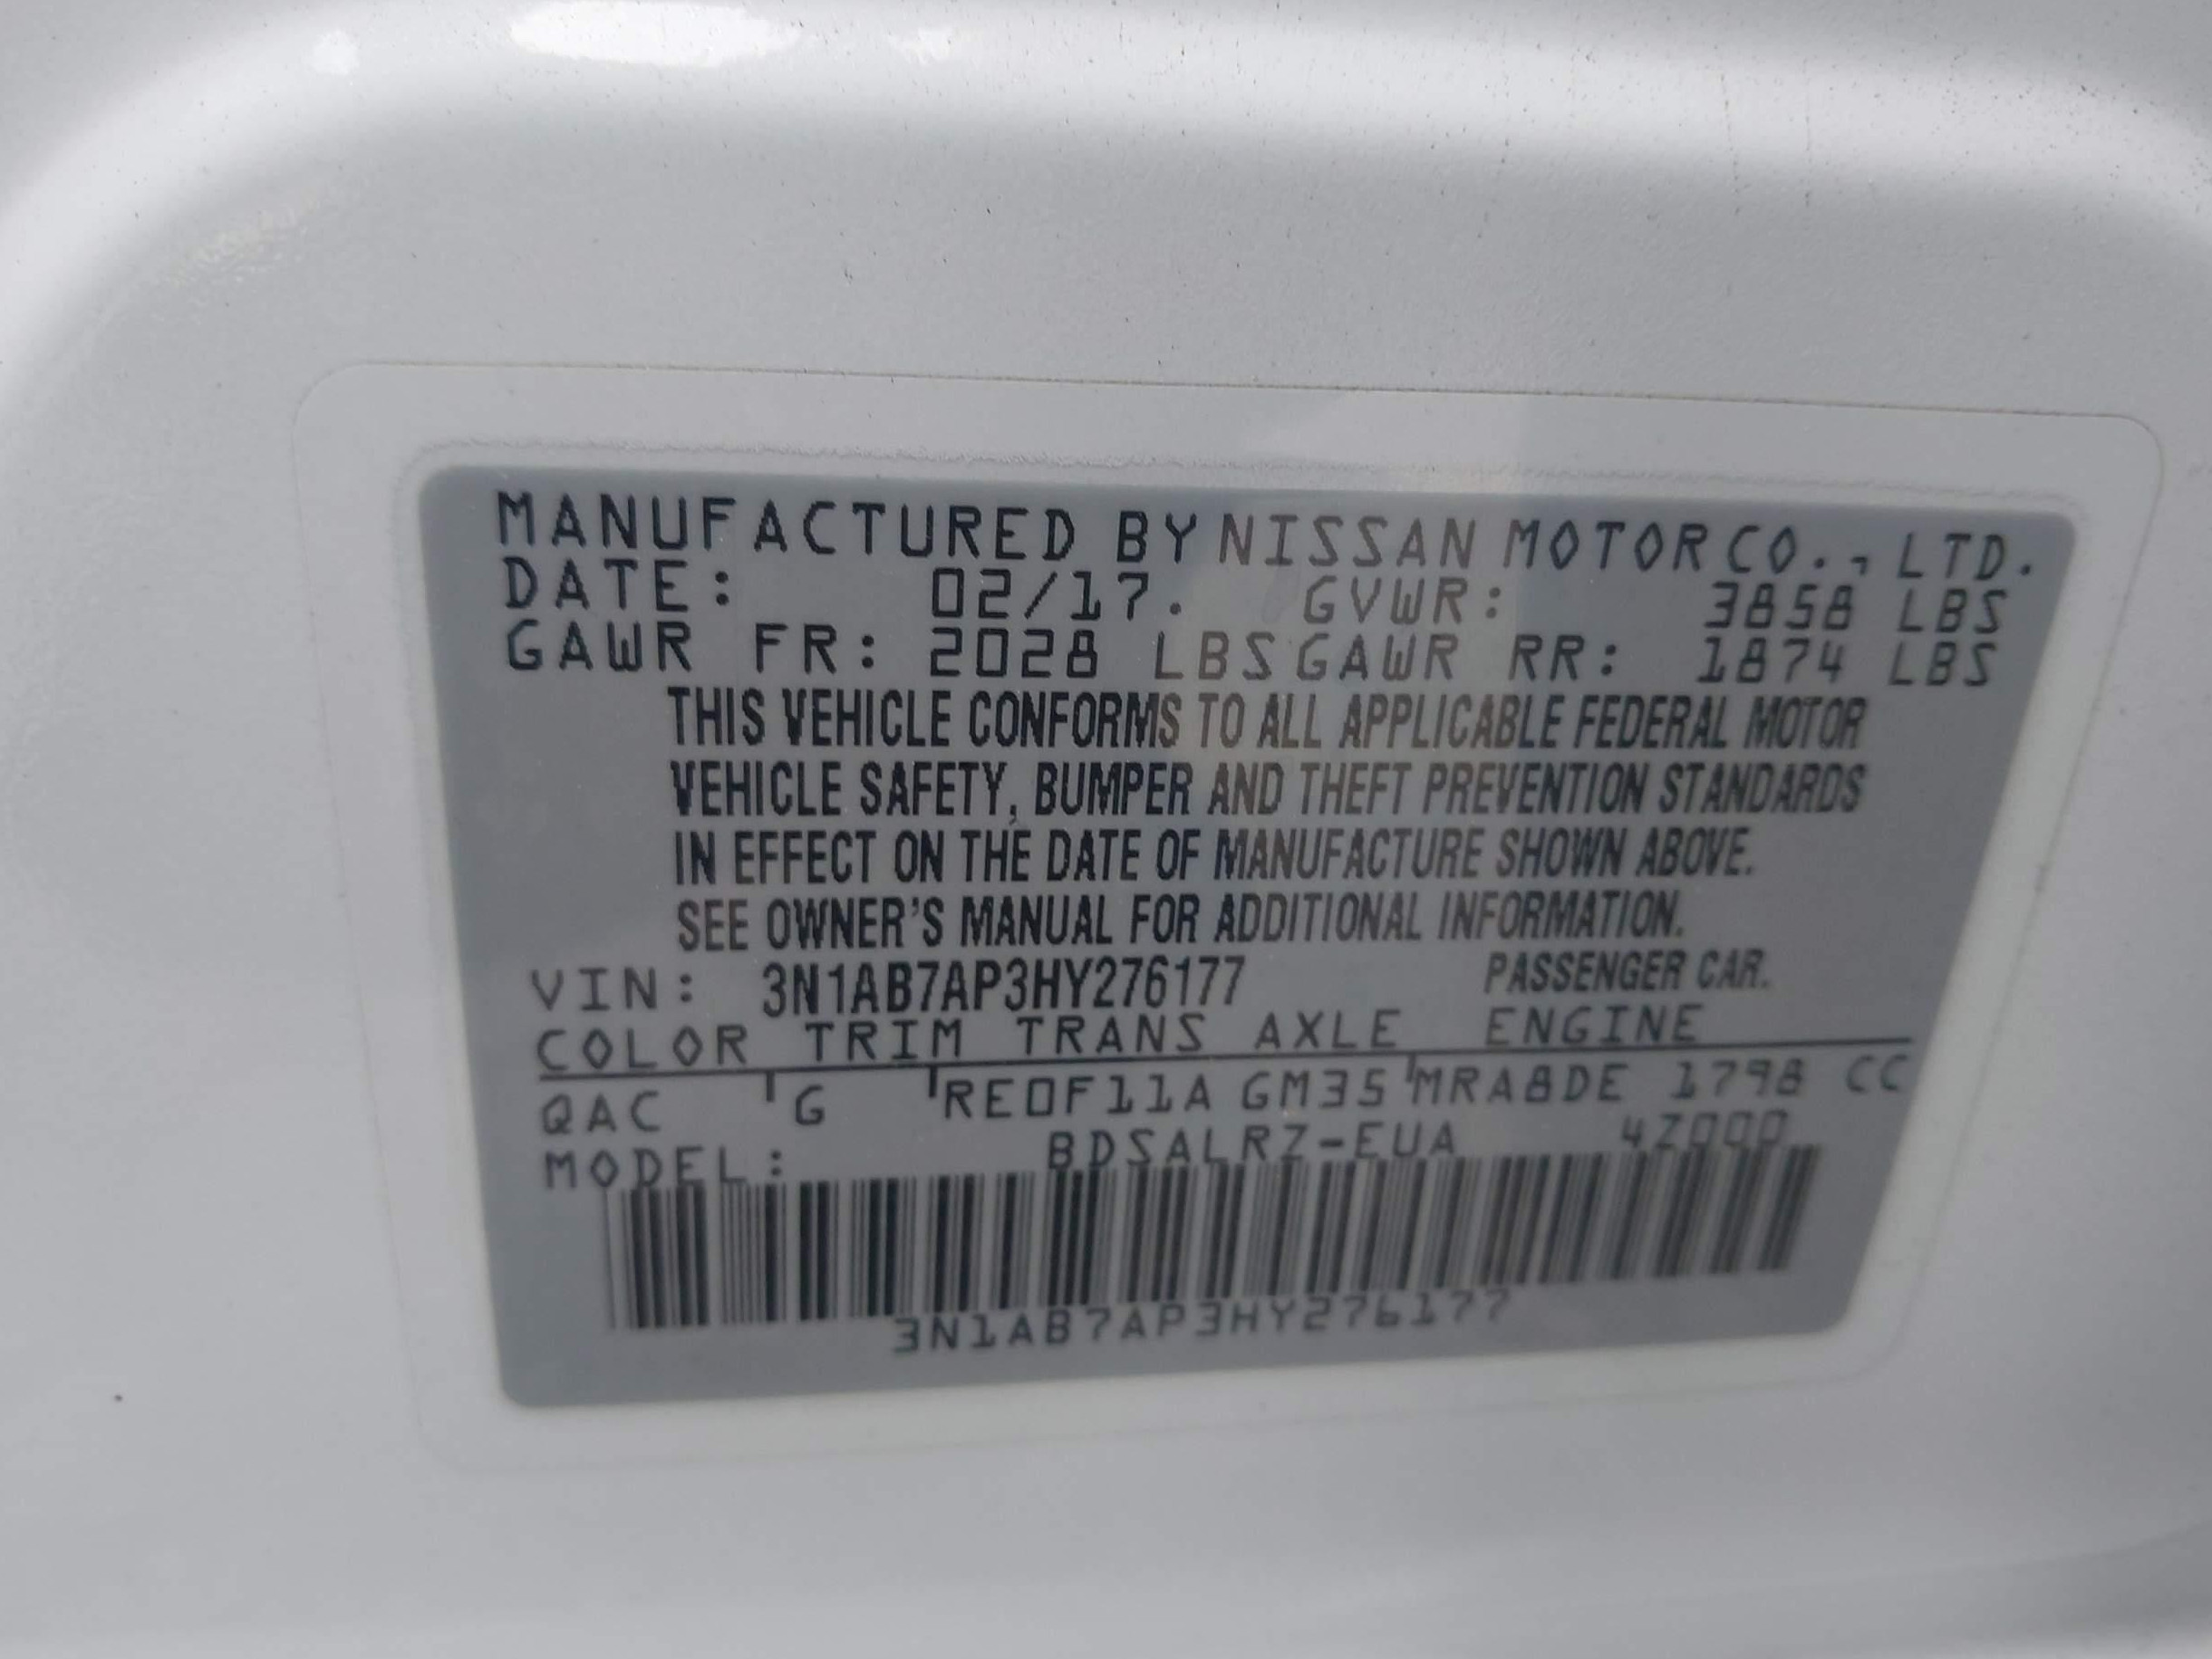 MANUFACTURED BY NISSAN MOTOR CO., LTD.
DATE: 02/17. GVWR: 3858 LBS
GAWR FR: 2028 LBS GAWR RR: 1874 LBS
THIS VEHICLE CONFORMS TO ALL APPLICABLE FEDERAL MOTOR
VEHICLE SAFETY, BUMPER AND THEFT PREVENTION STANDARDS
IN EFFECT ON THE DATE OF MANUFACTURE SHOWN ABOVE.
SEE OWNER'S MANUAL FOR ADDITIONAL INFORMATION.
VIN: 3N1AB7AP3HY276177 PASSENGER CAR.
COLOR TRIM TRANS AXLE ENGINE
QAC G RE0F11A GM35 MRA8DE 1798 CC
MODEL: BDSALRZ-EUA 4Z000
3N1AB7AP3HY276177